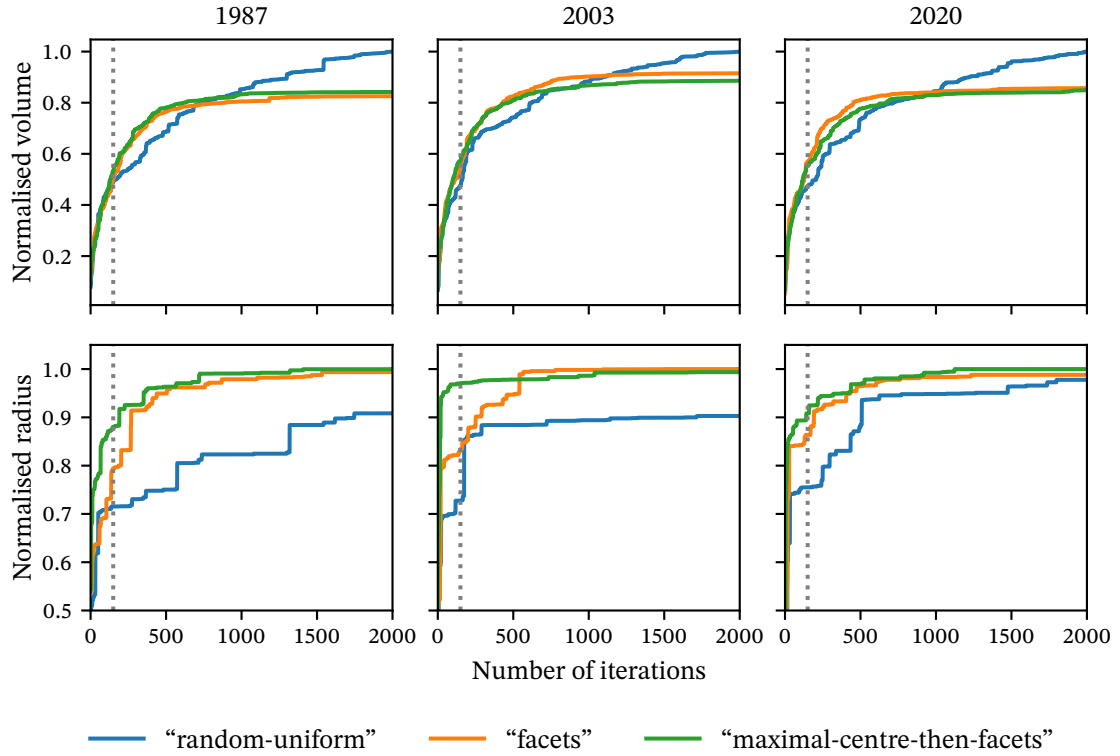 1987 2003 2020
Normalised volume
1.0
0.8
0.6
0.4
0.2
Normalised radius
1.0
0.9
0.8
0.7
0.6
0.5
0 500 1000 1500 2000 0 500 1000 1500 2000 0 500 1000 1500 2000
Number of iterations
“random-uniform” “facets” “maximal-centre-then-facets”